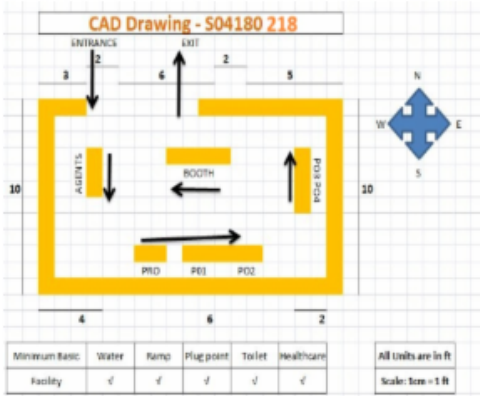 CAD Drawing - S04180 218
ENTRANCE EXIT
2 2
3 6 5
N
W E
S
AGENTS
BOOTH
PO3 PO4
10 10
PRO P01 PO2
4 6 2
Minimum Basic Water Ramp Plug point Toilet Healthcare
Facility √ √ √ √ √
All Units are in ft
Scale: 1cm = 1 ft